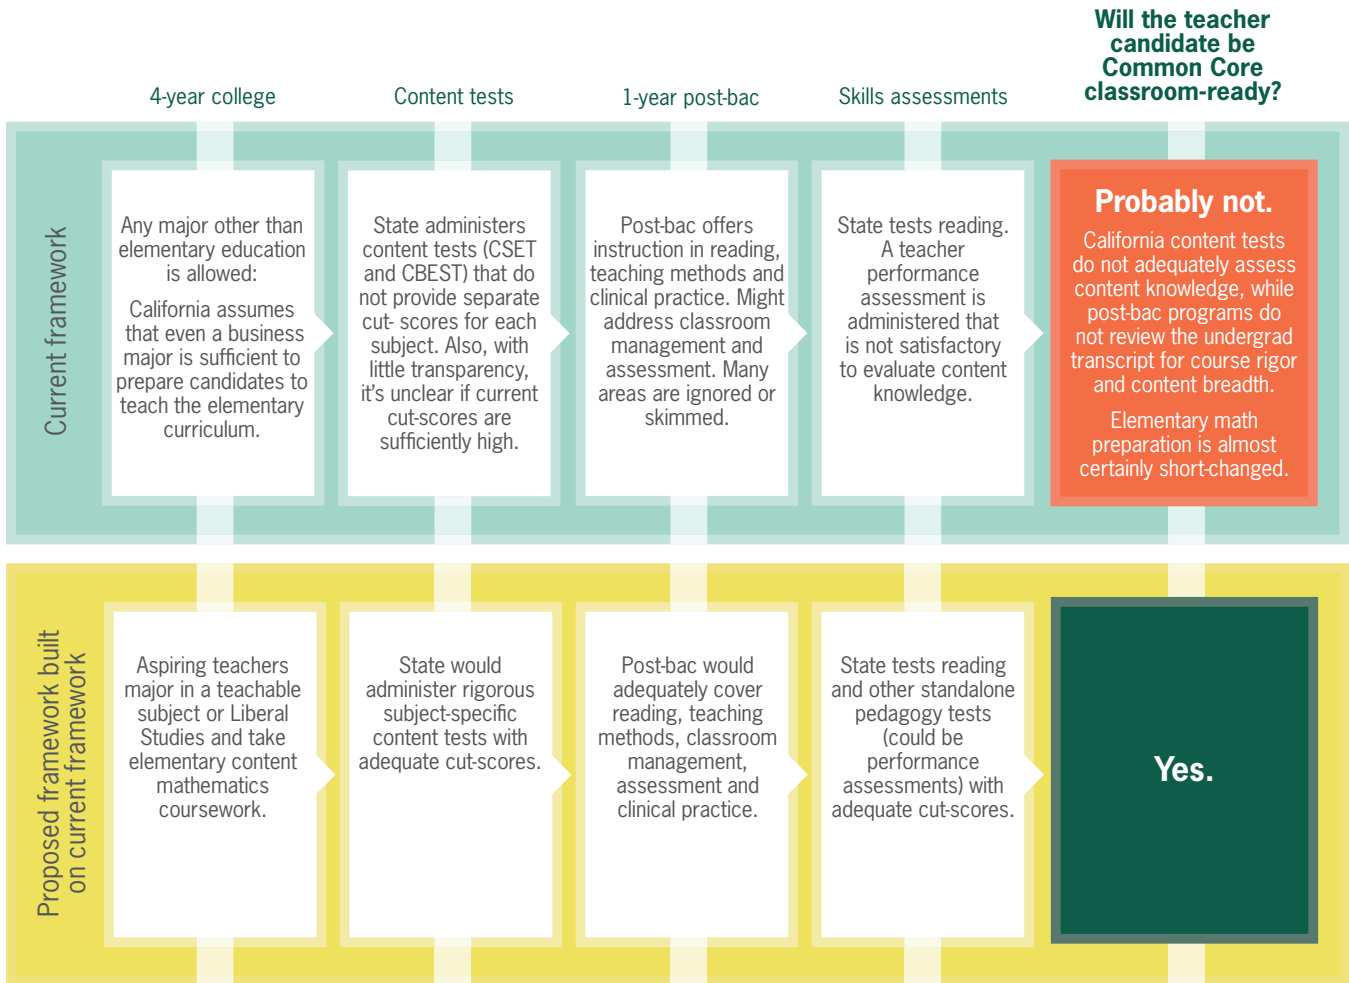 Will the teacher
candidate be
Common Core
classroom-ready?
4-year college
Content tests
1-year post-bac
Skills assessments
Current framework
Any major other than
elementary education
is allowed:
California assumes
that even a business
major is sufficient to
prepare candidates to
teach the elementary
curriculum.
State administers
content tests (CSET
and CBEST) that do
not provide separate
cut- scores for each
subject. Also, with
little transparency,
it's unclear if current
cut-scores are
sufficiently high.
Post-bac offers
instruction in reading,
teaching methods and
clinical practice. Might
address classroom
management and
assessment. Many
areas are ignored or
skimmed.
State tests reading.
A teacher
performance
assessment is
administered that
is not satisfactory
to evaluate content
knowledge.
Probably not.
California content tests
do not adequately assess
content knowledge, while
post-bac programs do
not review the undergrad
transcript for course rigor
and content breadth.
Elementary math
preparation is almost
certainly short-changed.
Proposed framework built
on current framework
Aspiring teachers
major in a teachable
subject or Liberal
Studies and take
elementary content
mathematics
coursework.
State would
administer rigorous
subject-specific
content tests with
adequate cut-scores.
Post-bac would
adequately cover
reading, teaching
methods, classroom
management,
assessment and
clinical practice.
State tests reading
and other standalone
pedagogy tests
(could be
performance
assessments) with
adequate cut-scores.
Yes.